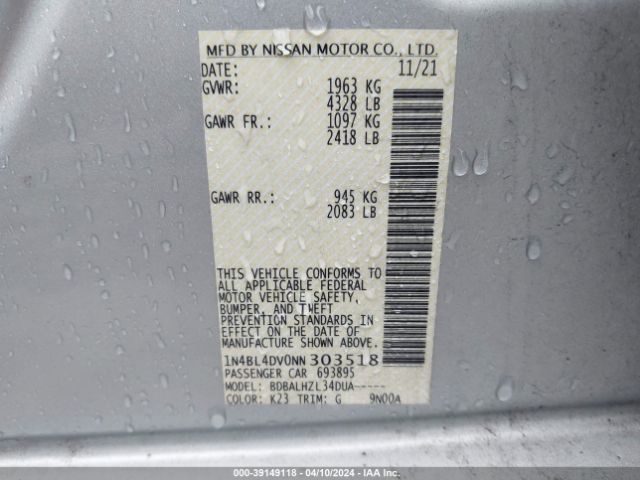 MFD BY NISSAN MOTOR CO., LTD.
DATE: 11/21
GVWR: 1963 KG
4328 LB
GAWR FR.: 1097 KG
2418 LB
GAWR RR.: 945 KG
2083 LB
THIS VEHICLE CONFORMS TO
ALL APPLICABLE FEDERAL
MOTOR VEHICLE SAFETY,
BUMPER, AND THEFT
PREVENTION STANDARDS IN
EFFECT ON THE DATE OF
MANUFACTURE SHOWN ABOVE.
1N4BL4DV0NN303518
PASSENGER CAR 693895
MODEL: BDBALHZL34DUA-----
COLOR: K23 TRIM: G 9N00A
000-39149118 - 04/10/2024 - IAA Inc.